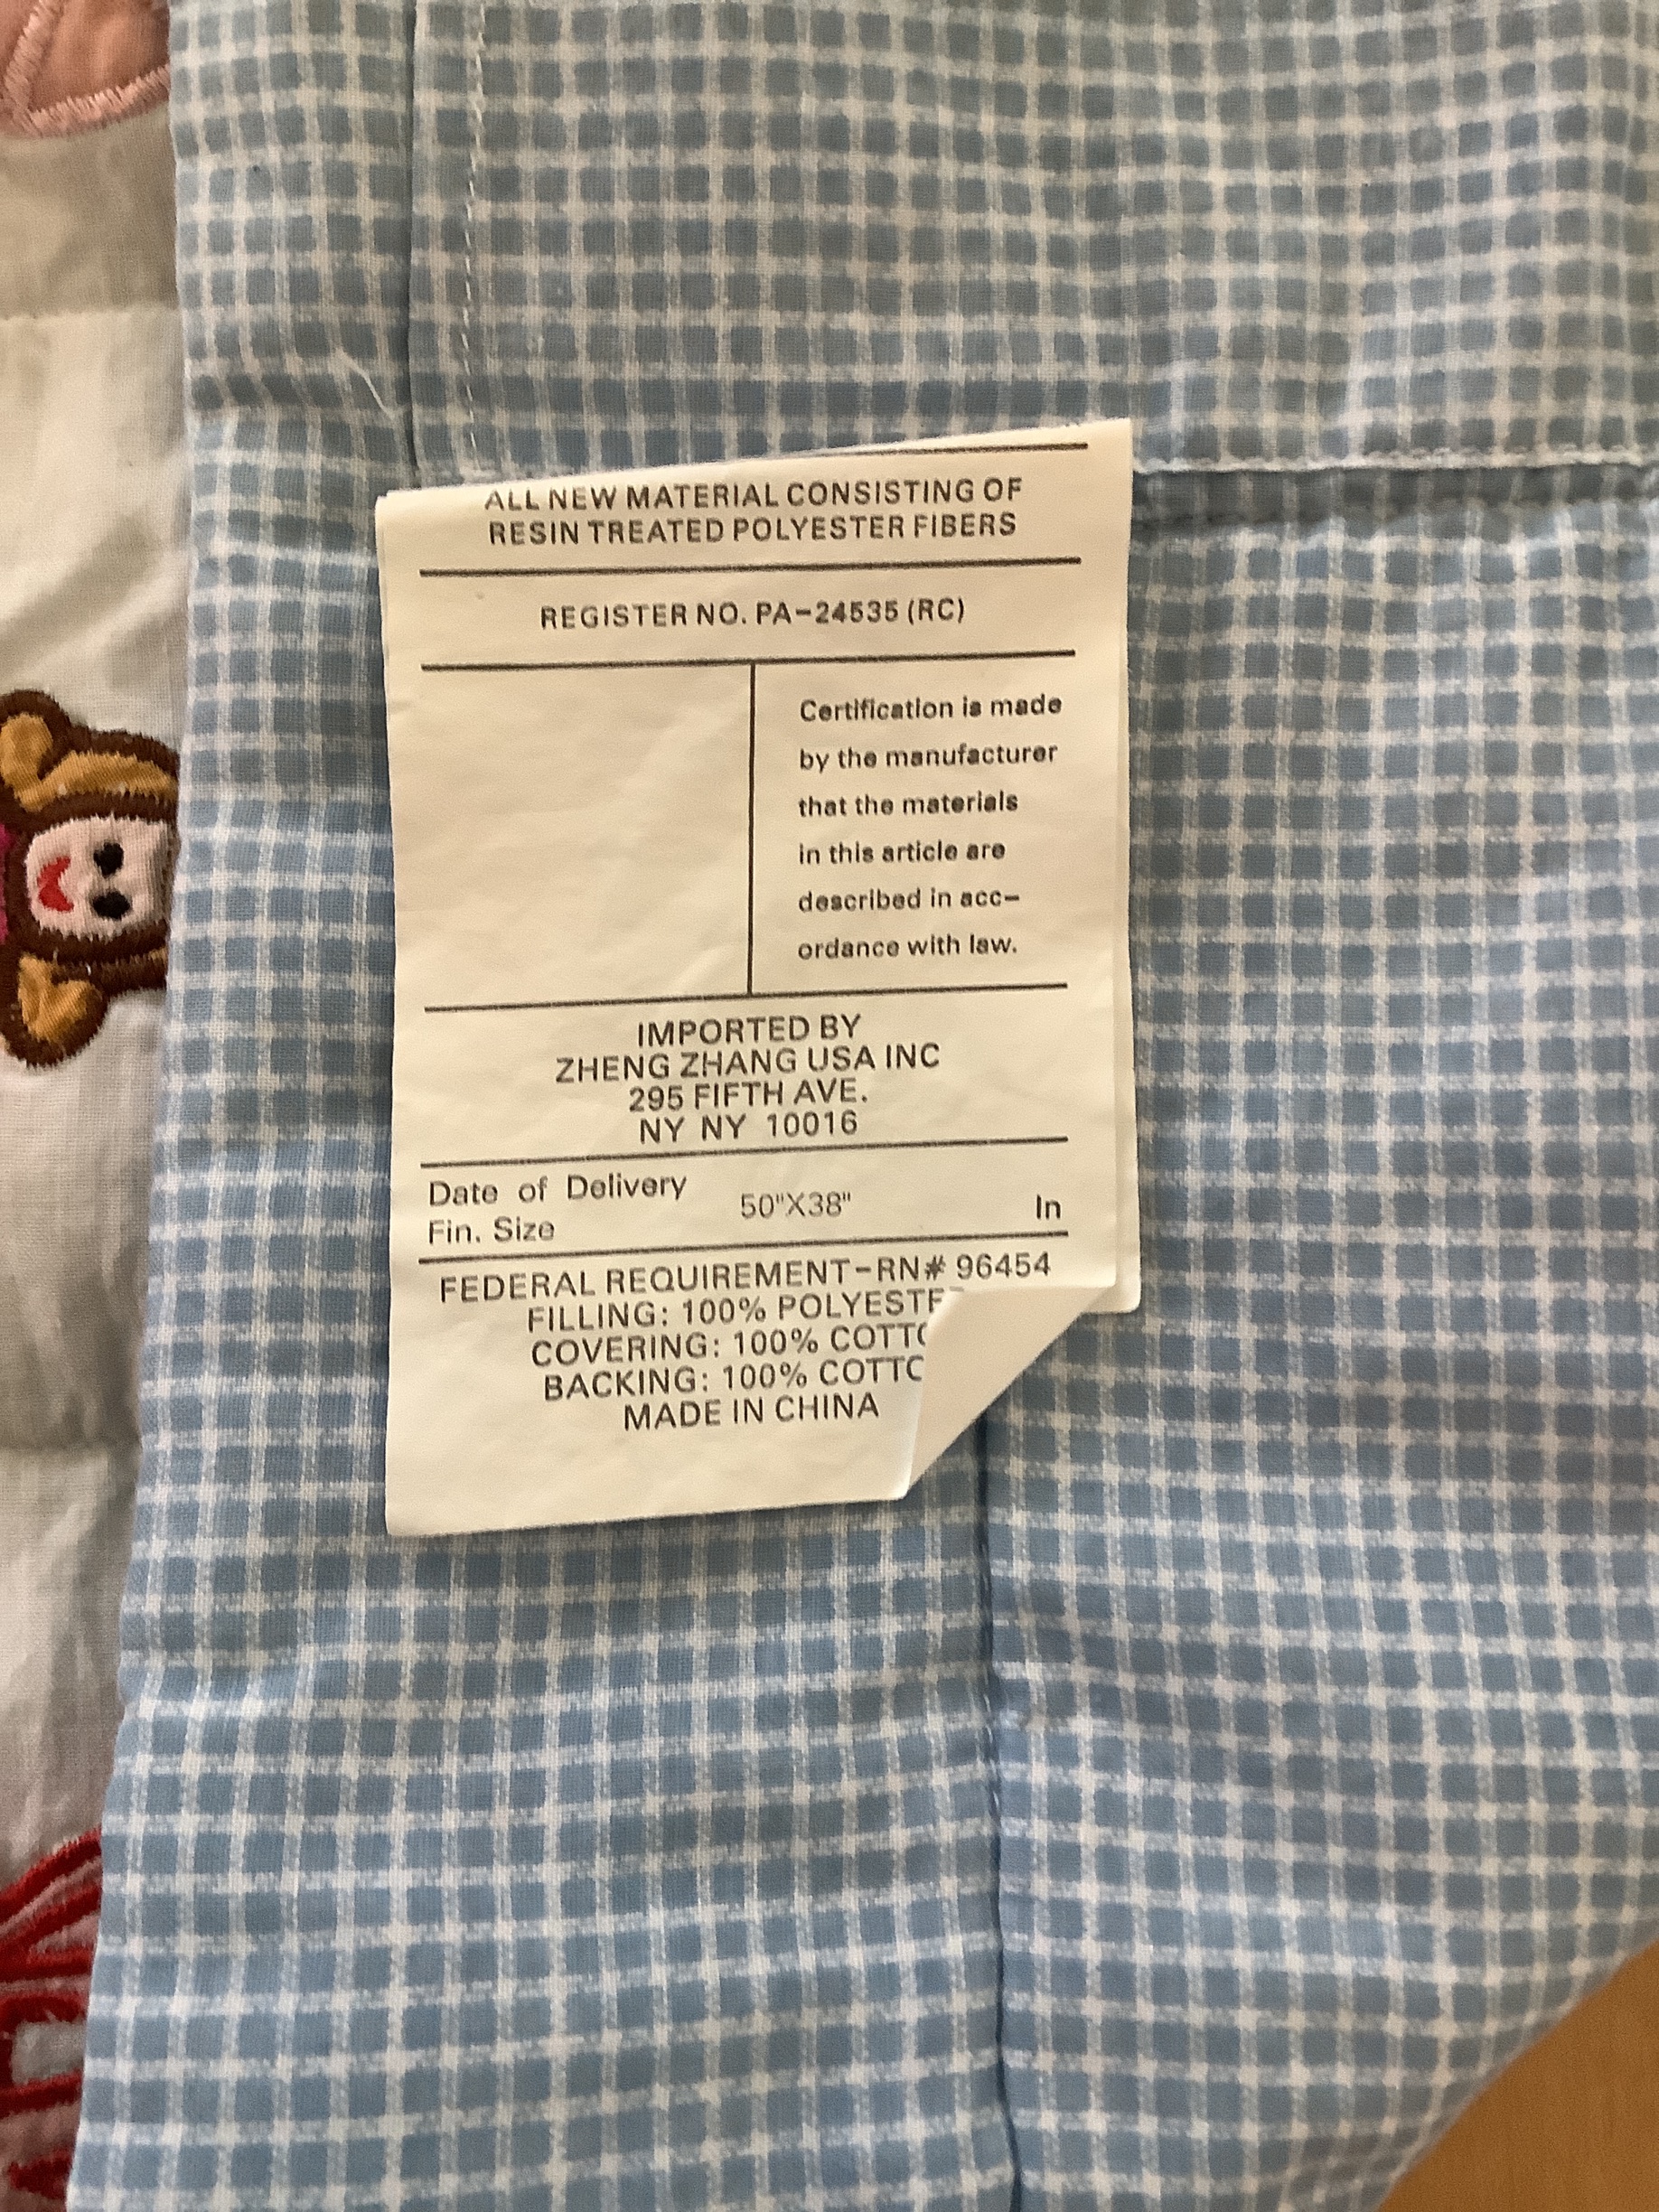 ALL NEW MATERIAL CONSISTING OF
RESIN TREATED POLYESTER FIBERS
REGISTER NO. PA-24535 (RC)
Certification is made
by the manufacturer
that the materials
in this article are
described in acc-
ordance with law.
IMPORTED BY
ZHENG ZHANG USA INC
295 FIFTH AVE.
NY NY 10016
Date of Delivery
Fin. Size 50"X38" In
FEDERAL REQUIREMENT-RN# 96454
FILLING: 100% POLYESTE
COVERING: 100% COTTO
BACKING: 100% COTTO
MADE IN CHINA